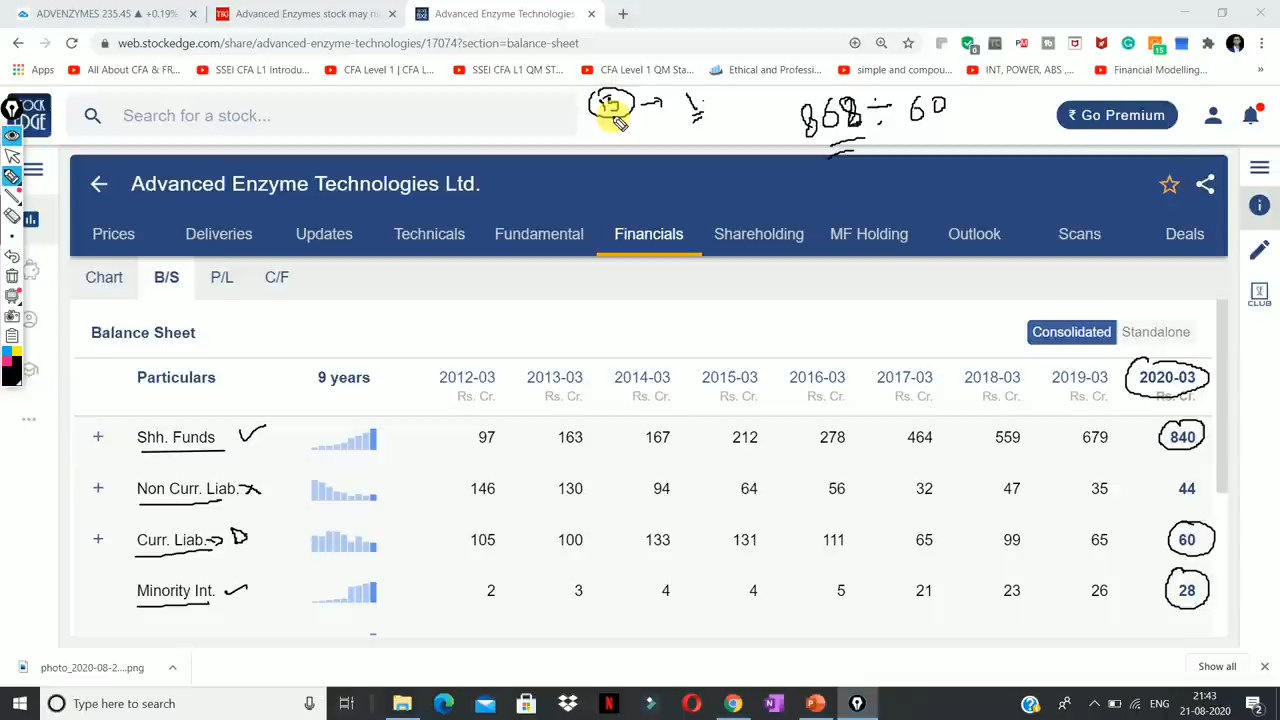 ADVENZYMES 235.45 ▲ +0.19%
Advanced Enzymes stock may ris
Advanced Enzyme Technologies
web.stockedge.com/share/advanced-enzyme-technologies/17074?section=balance-sheet
Apps All About CFA & FR... SSEI CFA L1 Introdu... CFA Level 1 | CFA L... SSEI CFA L1 QM ST... CFA Level 1 QM Sta... Ethical and Professi... simple and compou... INT, POWER, ABS ,... Financial Modelling... »
STOCK EDGE
Search for a stock...
868 ÷ 60
₹ Go Premium
Advanced Enzyme Technologies Ltd.
Prices Deliveries Updates Technicals Fundamental Financials Shareholding MF Holding Outlook Scans Deals
Chart B/S P/L C/F
CLUB
Balance Sheet
Consolidated Standalone
Particulars 9 years 2012-03 2013-03 2014-03 2015-03 2016-03 2017-03 2018-03 2019-03 2020-03
Rs. Cr. Rs. Cr. Rs. Cr. Rs. Cr. Rs. Cr. Rs. Cr. Rs. Cr. Rs. Cr. Rs. Cr.
+ Shh. Funds 97 163 167 212 278 464 559 679 840
+ Non Curr. Liab. 146 130 94 64 56 32 47 35 44
+ Curr. Liab. 105 100 133 131 111 65 99 65 60
+ Minority Int. 2 3 4 4 5 21 23 26 28
photo_2020-08-2....png
Show all
Type here to search
ENG
21:43
21-08-2020